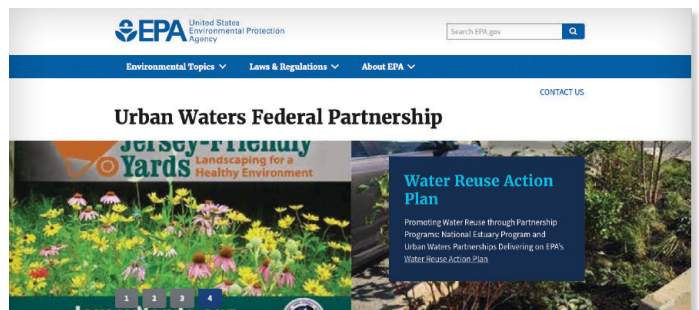 EPA
United States
Environmental Protection
Agency
Search EPA.gov
Environmental Topics
Laws & Regulations
About EPA
CONTACT US
Urban Waters Federal Partnership
Jersey-Friendly
Yards
Landscaping for a
Healthy Environment
Water Reuse Action
Plan
Promoting Water Reuse through Partnership
Programs: National Estuary Program and
Urban Waters Partnerships Delivering on EPA's
Water Reuse Action Plan
1 2 3 4